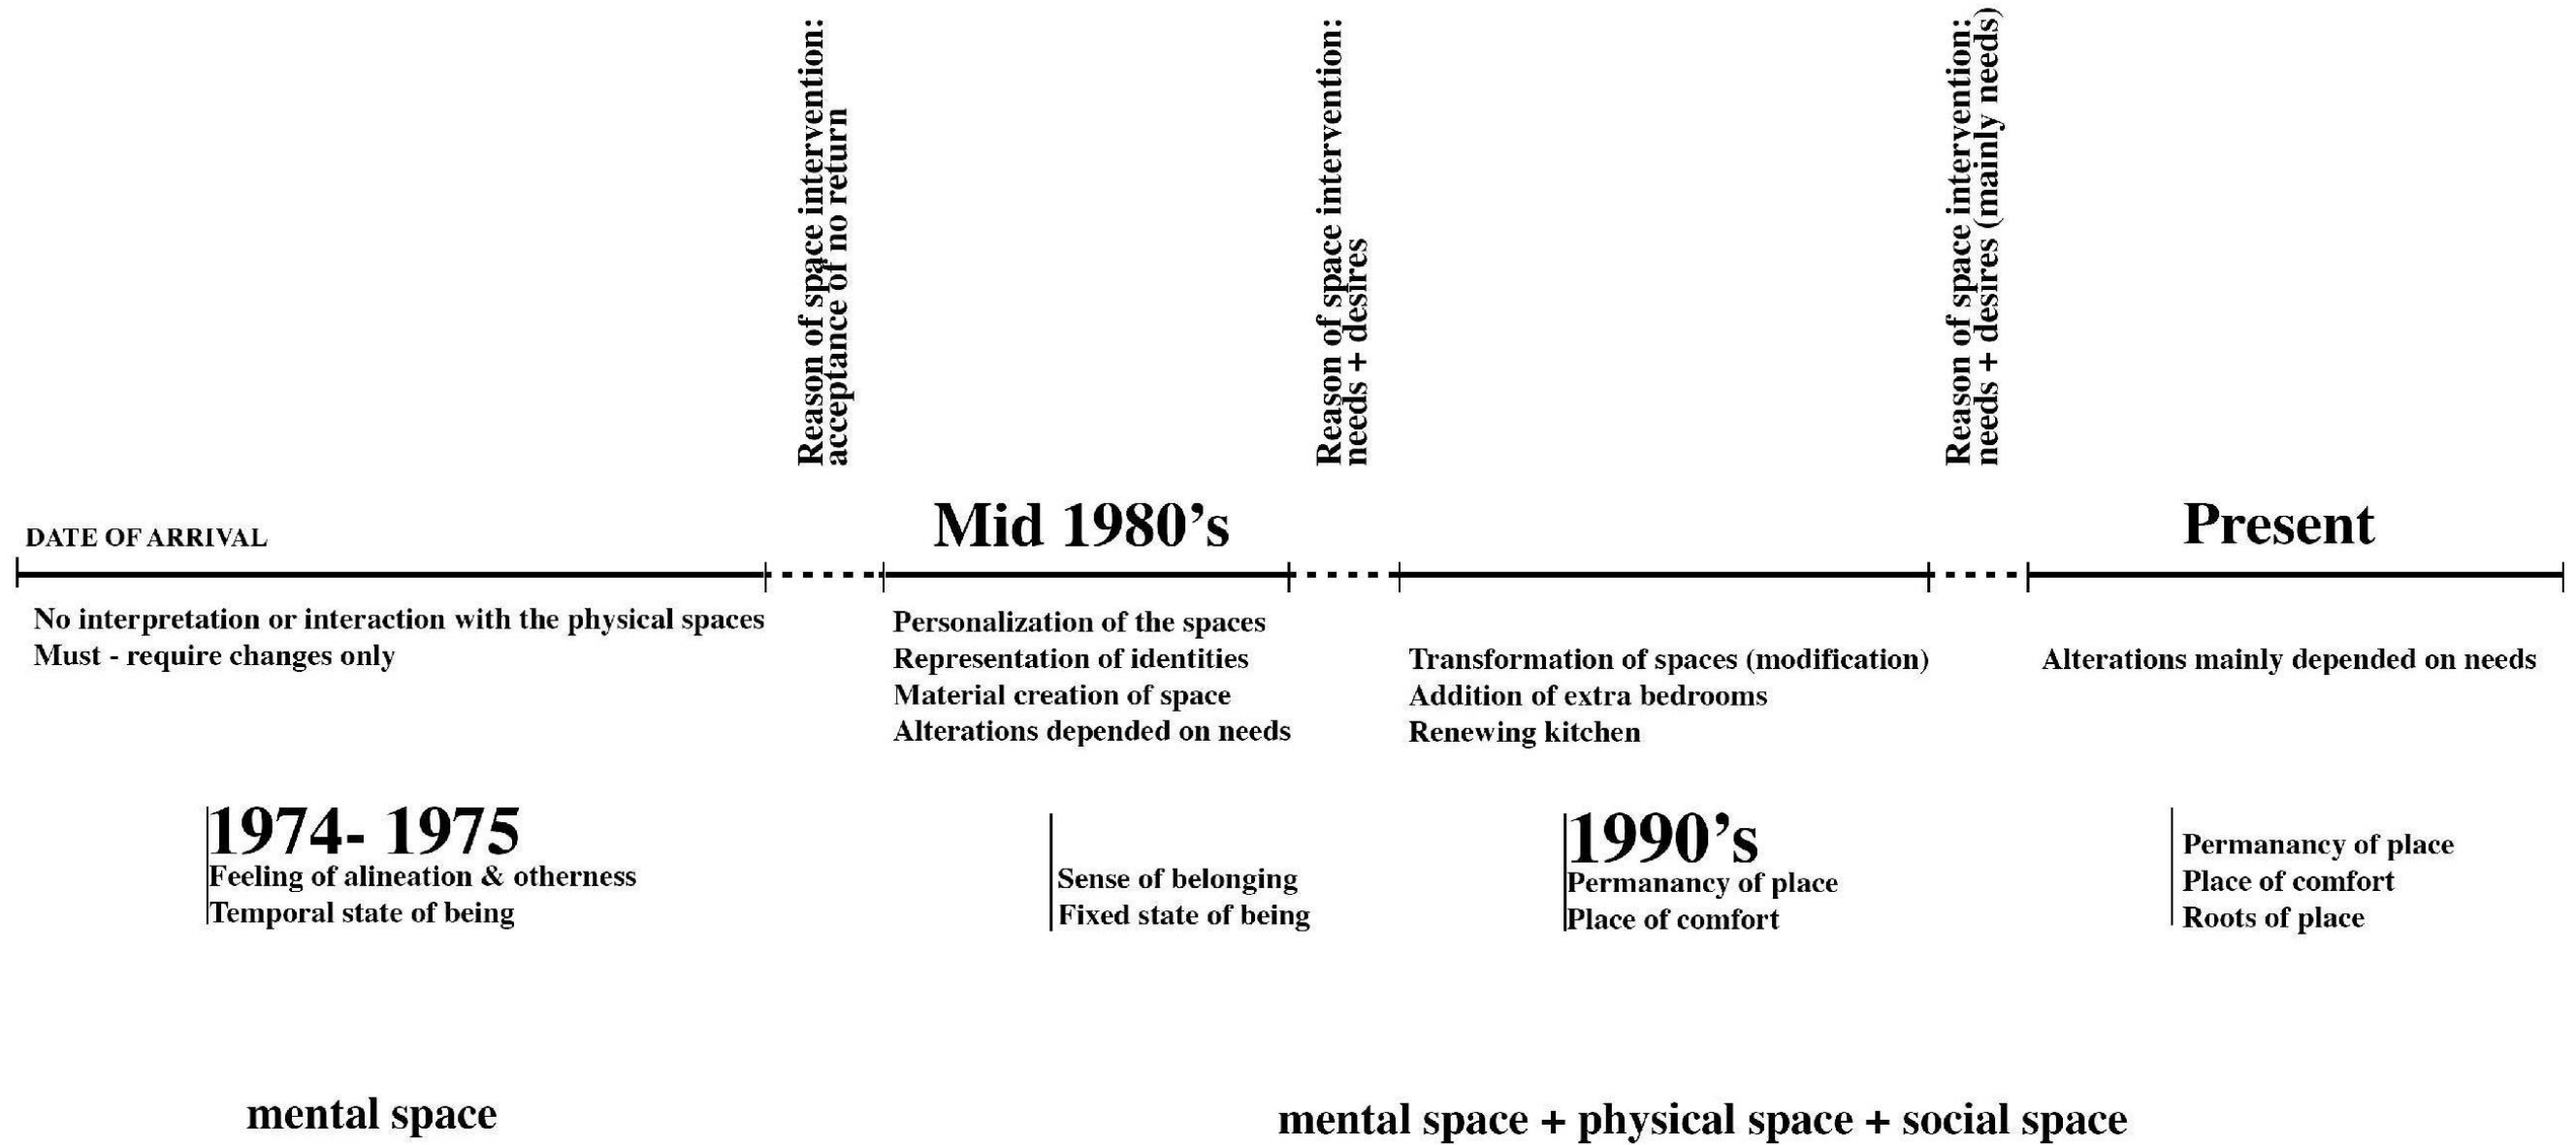 Reason of space intervention:
acceptance of no return
Reason of space intervention:
needs + desires
Reason of space intervention:
needs + desires (mainly needs)
DATE OF ARRIVAL
Mid 1980’s
Present
No interpretation or interaction with the physical spaces
Must - require changes only
Personalization of the spaces
Representation of identities
Material creation of space
Alterations depended on needs
Transformation of spaces (modification)
Addition of extra bedrooms
Renewing kitchen
Alterations mainly depended on needs
1974- 1975
Feeling of alineation & otherness
Temporal state of being
Sense of belonging
Fixed state of being
1990’s
Permanancy of place
Place of comfort
Permanancy of place
Place of comfort
Roots of place
mental space
mental space + physical space + social space